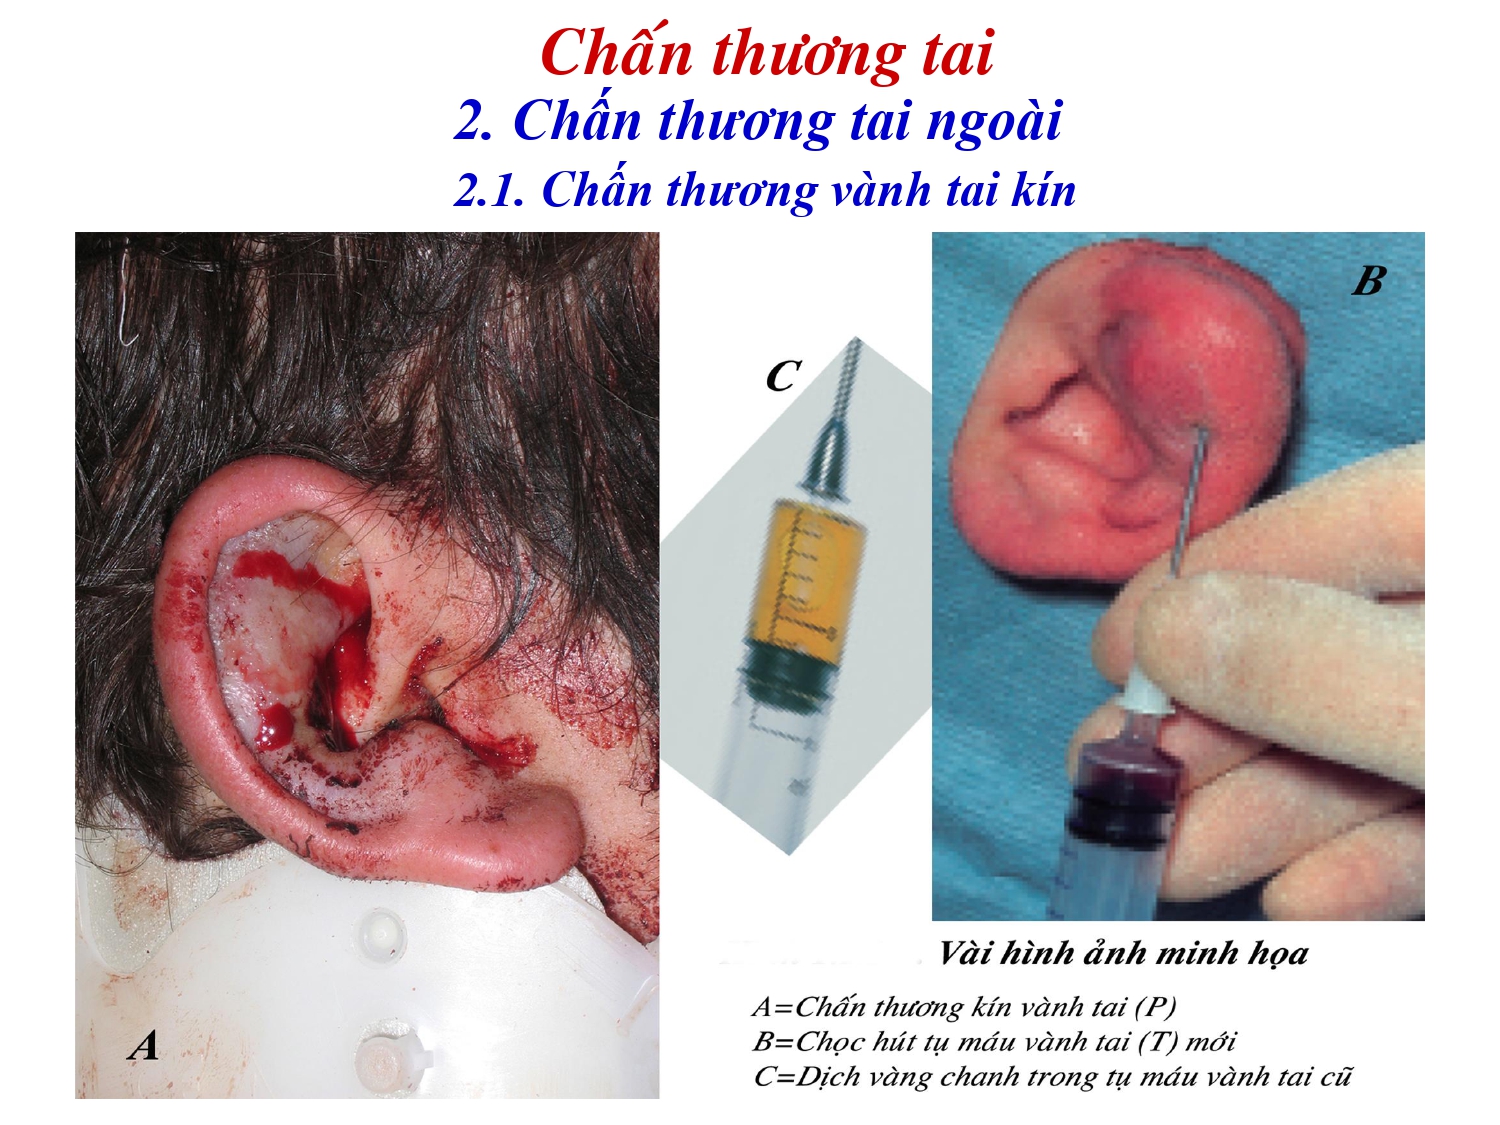 Chấn thương tai
2. Chấn thương tai ngoài
2.1. Chấn thương vành tai kín
A
C
B
Vài hình ảnh minh họa
A=Chấn thương kín vành tai (P)
B=Chọc hút tụ máu vành tai (T) mới
C=Dịch vàng chanh trong tụ máu vành tai cũ